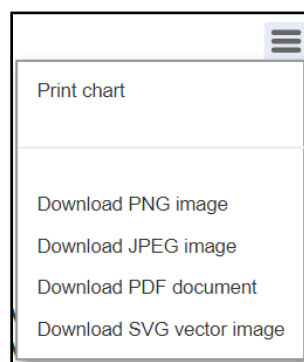 Print chart
Download PNG image
Download JPEG image
Download PDF document
Download SVG vector image